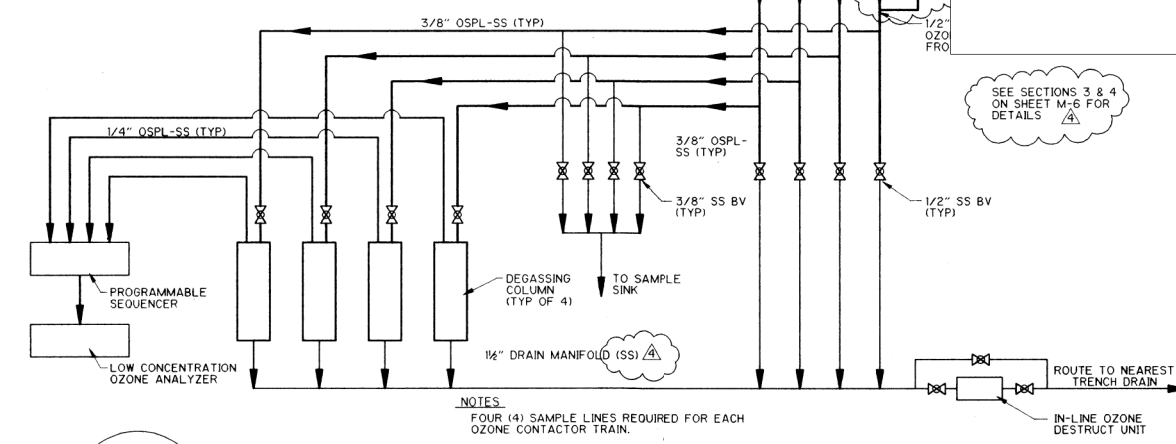 3/8" OSPL-SS (TYP)
1/2"
OZO
FRO
SEE SECTIONS 3 & 4
ON SHEET M-6 FOR
DETAILS 4
1/4" OSPL-SS (TYP)
3/8" OSPL-
SS (TYP)
3/8" SS BV
(TYP)
1/2" SS BV
(TYP)
PROGRAMMABLE
SEQUENCER
DEGASSING
COLUMN
(TYP OF 4)
TO SAMPLE
SINK
LOW CONCENTRATION
OZONE ANALYZER
1½" DRAIN MANIFOLD (SS) 4
ROUTE TO NEAREST
TRENCH DRAIN
NOTES
FOUR (4) SAMPLE LINES REQUIRED FOR EACH
OZONE CONTACTOR TRAIN.
IN-LINE OZONE
DESTRUCT UNIT